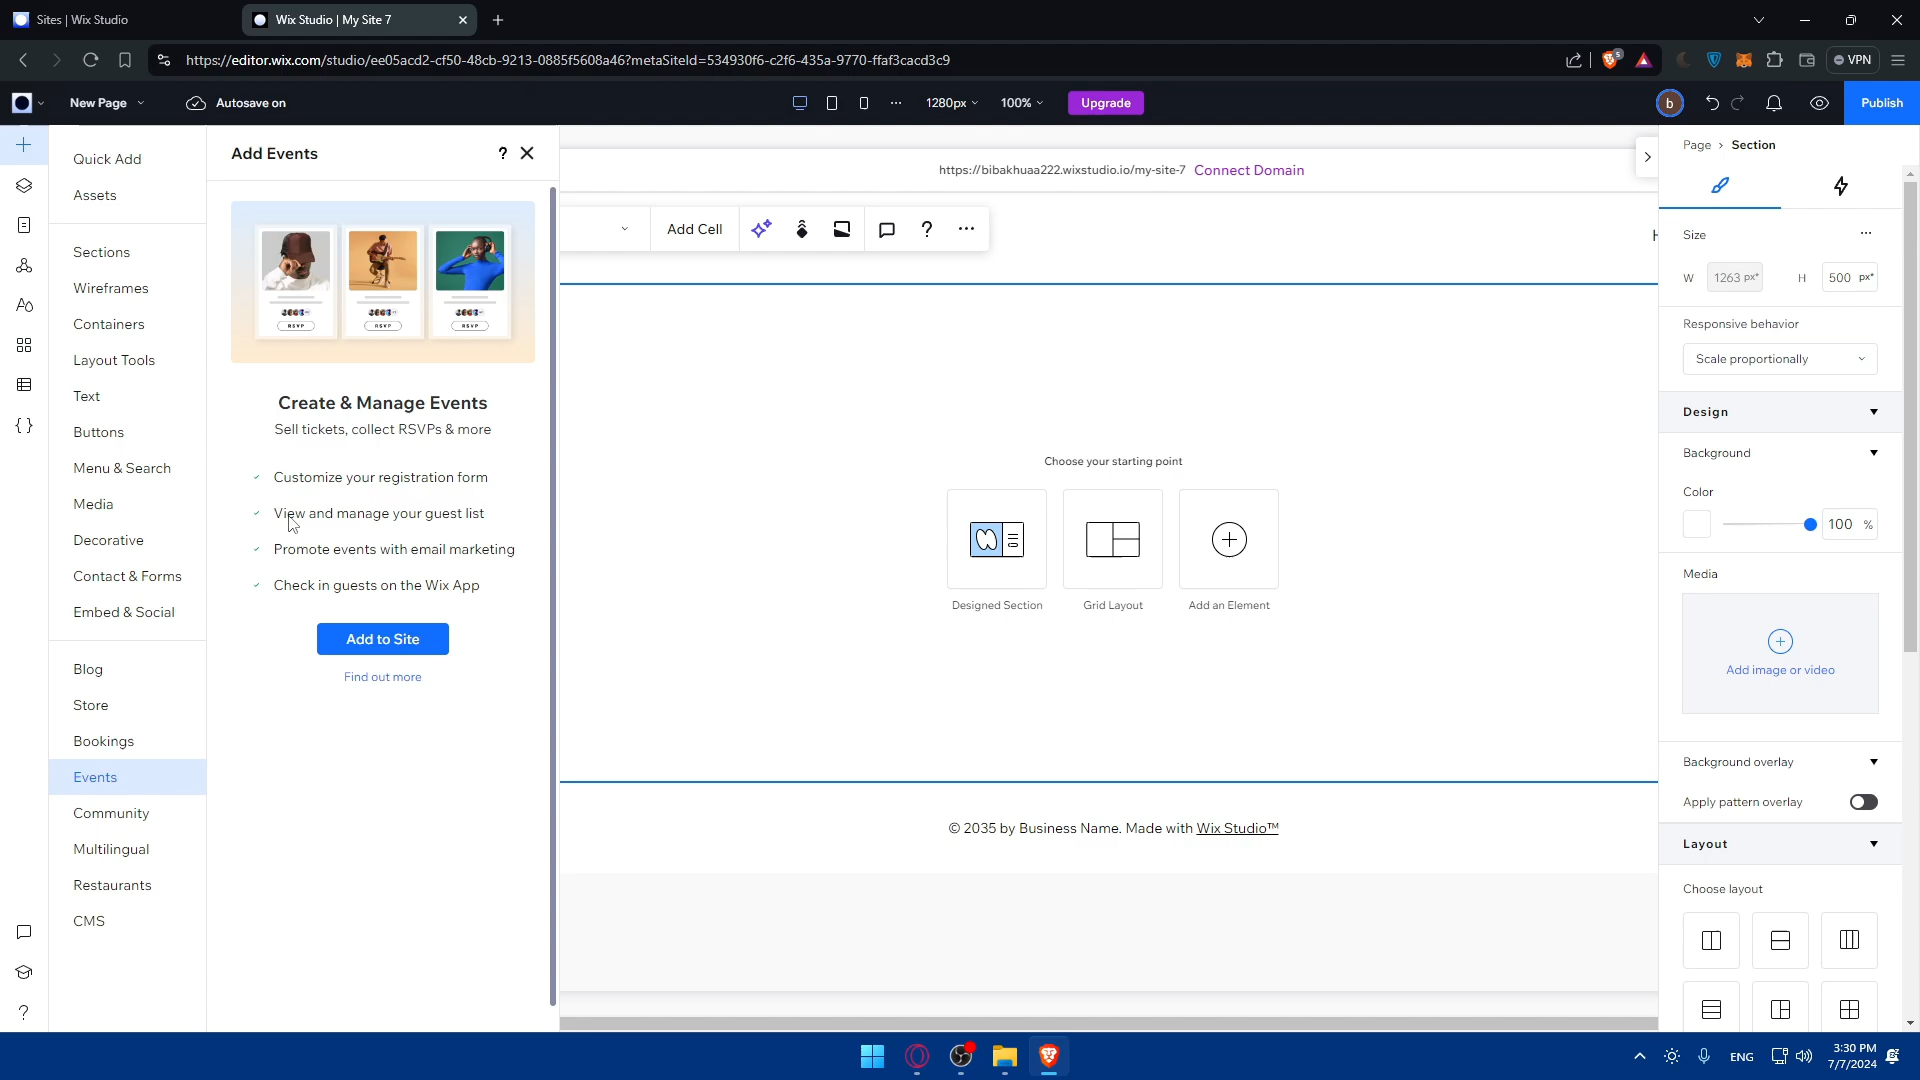 Sites | Wix Studio
Wix Studio | My Site 7
https://editor.wix.com/studio/ee05acd2-cf50-48cb-9213-0885f5608a46?metaSiteId=534930f6-c2f6-435a-9770-ffaf3cacd3c9
5
VPN
New Page
Autosave on
1280px
100%
Upgrade
b
Publish
Quick Add
Assets
Sections
Wireframes
Containers
Layout Tools
Text
Buttons
Menu & Search
Media
Decorative
Contact & Forms
Embed & Social
Blog
Store
Bookings
Events
Community
Multilingual
Restaurants
CMS
Add Events
?
RSVP
RSVP
RSVP
Create & Manage Events
Sell tickets, collect RSVPs & more
Customize your registration form
View and manage your guest list
Promote events with email marketing
Check in guests on the Wix App
Add to Site
Find out more
https://bibakhuaa222.wixstudio.io/my-site-7 Connect Domain
Add Cell
?
Choose your starting point
Designed Section
Grid Layout
Add an Element
© 2035 by Business Name. Made with Wix Studio™
Page > Section
Size
W 1263 px*
H 500 px*
Responsive behavior
Scale proportionally
Design
Background
Color
100 %
Media
Add image or video
Background overlay
Apply pattern overlay
Layout
Choose layout
?
ENG
3:30 PM
7/7/2024